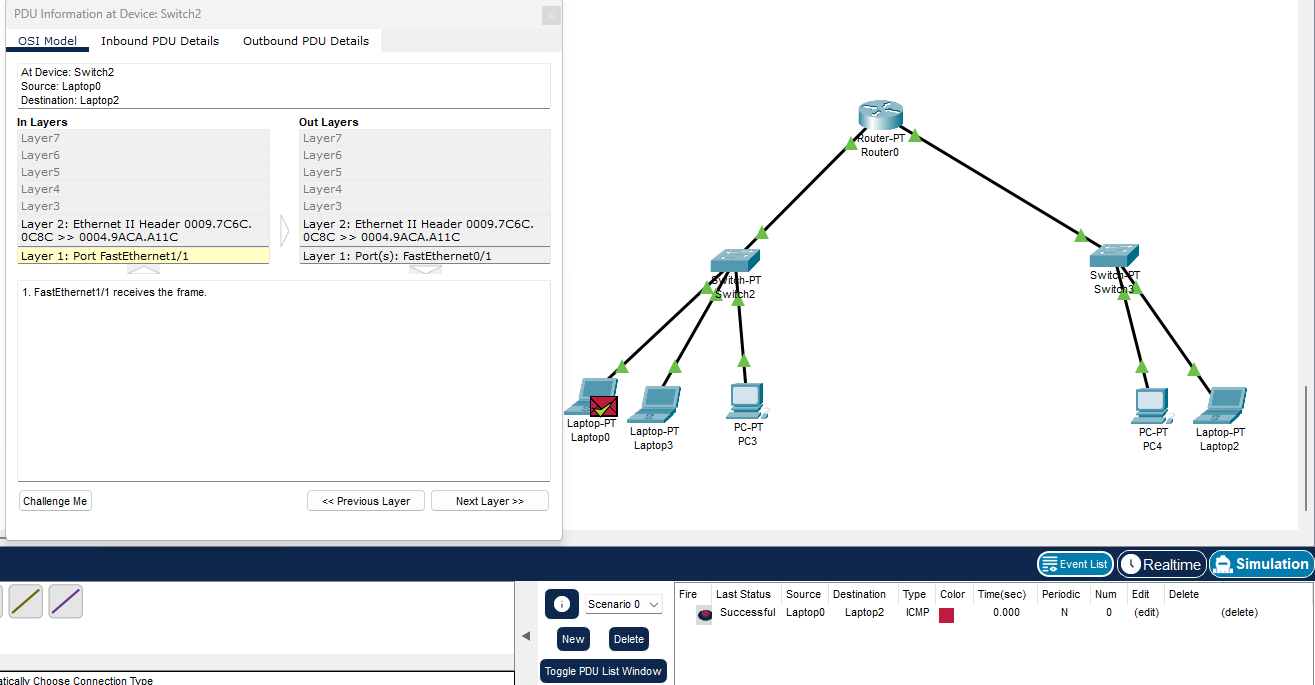 PDU Information at Device: Switch2
x
OSI Model Inbound PDU Details Outbound PDU Details
At Device: Switch2
Source: Laptop0
Destination: Laptop2
In Layers
Layer7
Layer6
Layer5
Layer4
Layer3
Layer 2: Ethernet II Header 0009.7C6C.
0C8C >> 0004.9ACA.A11C
Layer 1: Port FastEthernet1/1
Out Layers
Layer7
Layer6
Layer5
Layer4
Layer3
Layer 2: Ethernet II Header 0009.7C6C.
0C8C >> 0004.9ACA.A11C
Layer 1: Port(s): FastEthernet0/1
1. FastEthernet1/1 receives the frame.
Challenge Me << Previous Layer Next Layer >>
Router-PT
Router0
Switch-PT
Switch2
Switch-PT
Switch3
Laptop-PT
Laptop0
Laptop-PT
Laptop3
PC-PT
PC3
PC-PT
PC4
Laptop-PT
Laptop2
Event List Realtime Simulation
Scenario 0
New Delete
Toggle PDU List Window
Fire Last Status Source Destination Type Color Time(sec) Periodic Num Edit Delete
Successful Laptop0 Laptop2 ICMP 0.000 N 0 (edit) (delete)
atically Choose Connection Type